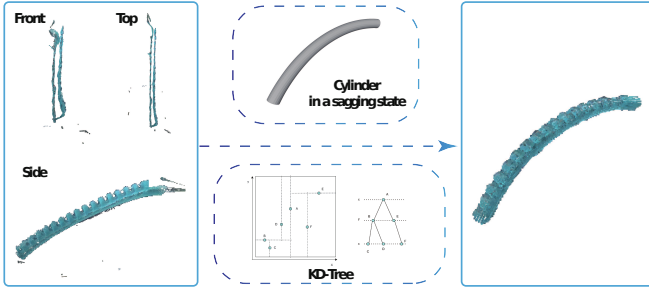 Front
Top
Side
Cylinder
in a sagging state
KD-Tree